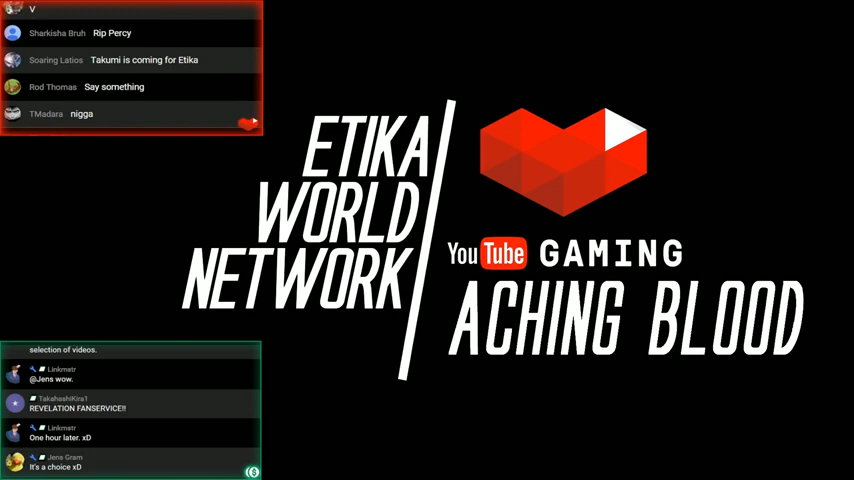 V
Sharkisha Bruh Rip Percy
Soaring Latios Takumi is coming for Etika
Rod Thomas Say something
TMadara nigga
ETIKA
WORLD
NETWORK
YouTube GAMING
ACHING BLOOD
selection of videos.
Linkmstr
@Jens wow.
TakahashiKira1
REVELATION FANSERVICE!!
Linkmstr
One hour later. xD
Jens Gram
It's a choice xD